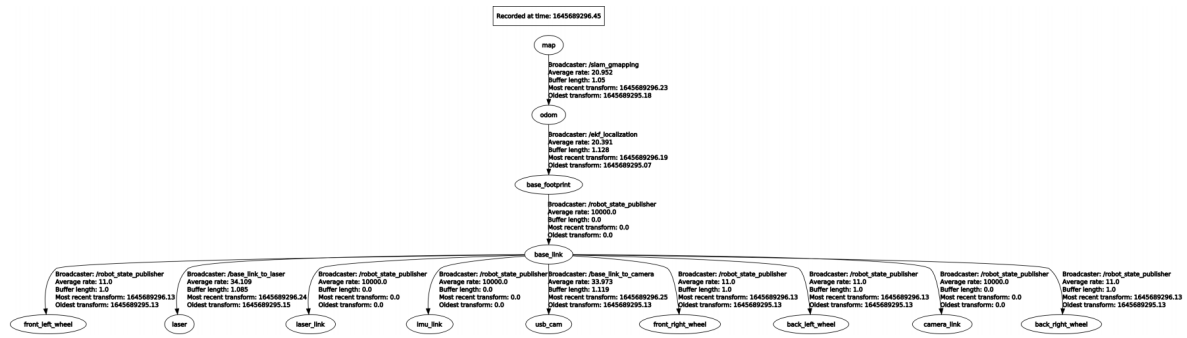 Recorded at time: 1645689296.45
map
Broadcaster: /slam_gmapping
Average rate: 20.952
Buffer length: 1.05
Most recent transform: 1645689296.23
Oldest transform: 1645689295.18
odom
Broadcaster: /ekf_localization
Average rate: 20.391
Buffer length: 1.128
Most recent transform: 1645689296.19
Oldest transform: 1645689295.07
base_footprint
Broadcaster: /robot_state_publisher
Average rate: 10000.0
Buffer length: 0.0
Most recent transform: 0.0
Oldest transform: 0.0
base_link
Broadcaster: /robot_state_publisher
Average rate: 11.0
Buffer length: 1.0
Most recent transform: 1645689296.13
Oldest transform: 1645689295.13
front_left_wheel
Broadcaster: /base_link_to_laser
Average rate: 34.109
Buffer length: 1.085
Most recent transform: 1645689296.24
Oldest transform: 1645689295.15
laser
Broadcaster: /robot_state_publisher
Average rate: 10000.0
Buffer length: 0.0
Most recent transform: 0.0
Oldest transform: 0.0
laser_link
Broadcaster: /robot_state_publisher
Average rate: 10000.0
Buffer length: 0.0
Most recent transform: 0.0
Oldest transform: 0.0
imu_link
Broadcaster: /base_link_to_camera
Average rate: 33.973
Buffer length: 1.119
Most recent transform: 1645689296.25
Oldest transform: 1645689295.13
usb_cam
Broadcaster: /robot_state_publisher
Average rate: 11.0
Buffer length: 1.0
Most recent transform: 1645689296.13
Oldest transform: 1645689295.13
front_right_wheel
Broadcaster: /robot_state_publisher
Average rate: 11.0
Buffer length: 1.0
Most recent transform: 1645689296.13
Oldest transform: 1645689295.13
back_left_wheel
Broadcaster: /robot_state_publisher
Average rate: 10000.0
Buffer length: 0.0
Most recent transform: 0.0
Oldest transform: 0.0
camera_link
Broadcaster: /robot_state_publisher
Average rate: 11.0
Buffer length: 1.0
Most recent transform: 1645689296.13
Oldest transform: 1645689295.13
back_right_wheel